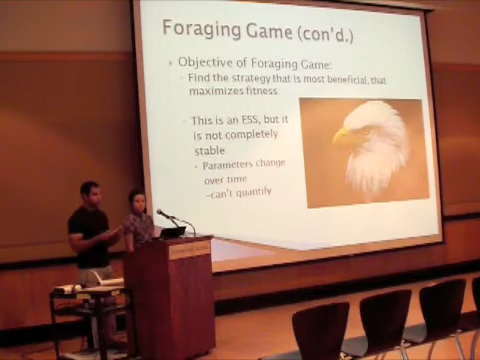 Foraging Game (con'd.)
Objective of Foraging Game:
- Find the strategy that is most beneficial, that
maximizes fitness
- This is an ESS, but it
is not completely
stable
• Parameters change
over time
-can't quantify